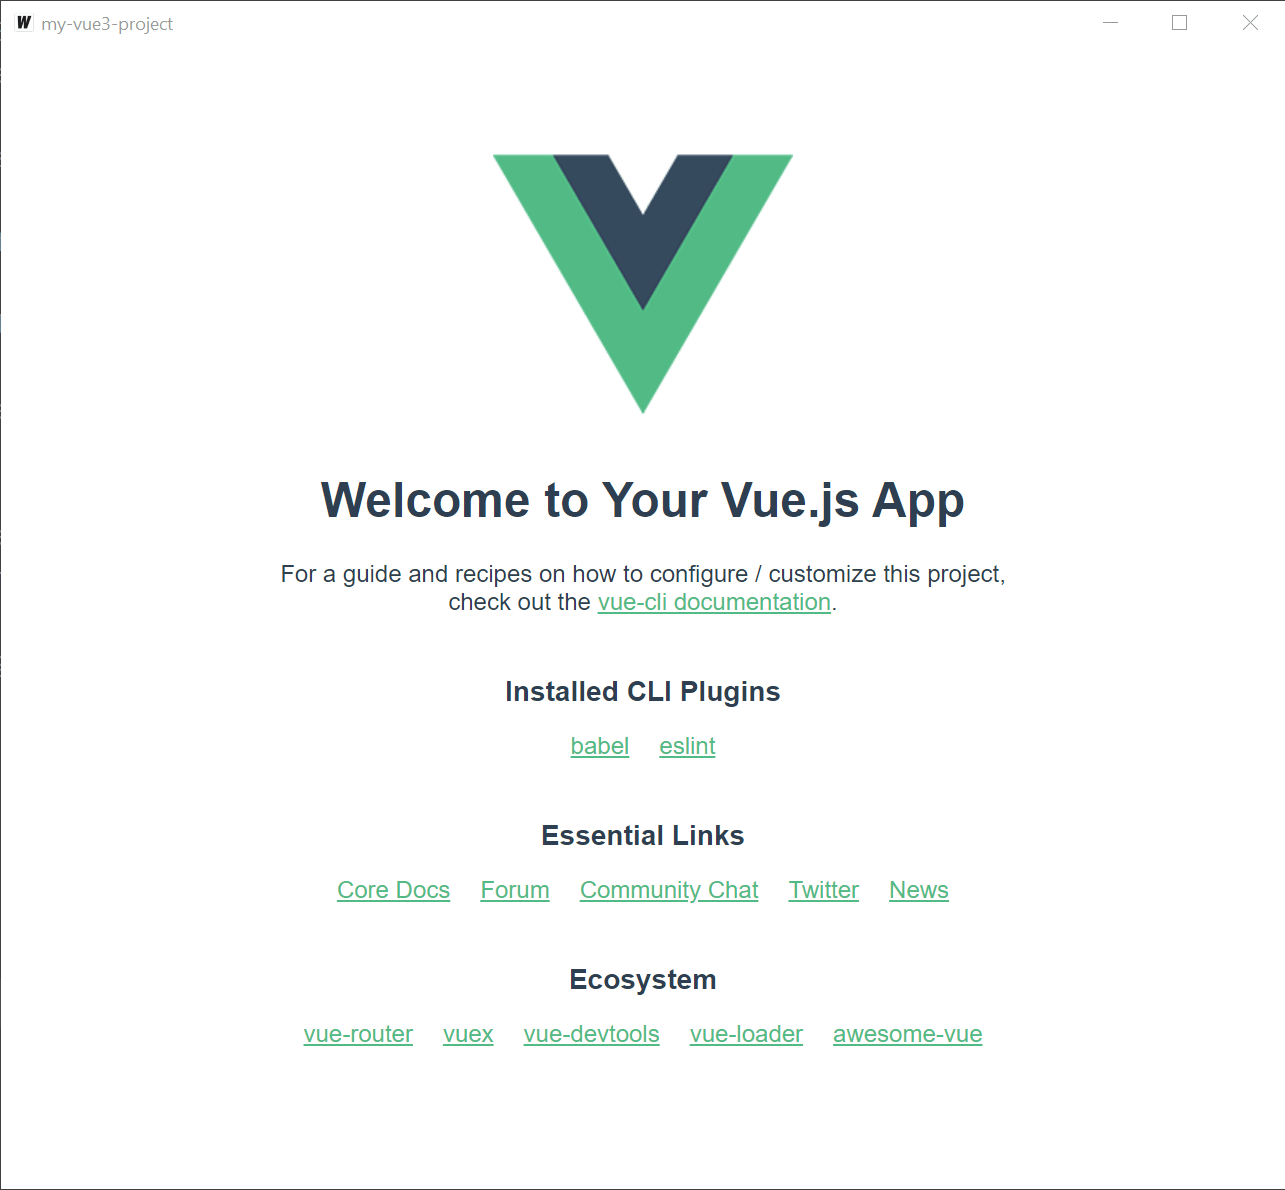 W my-vue3-project
Welcome to Your Vue.js App
For a guide and recipes on how to configure / customize this project,
check out the vue-cli documentation.
Installed CLI Plugins
babel eslint
Essential Links
Core Docs Forum Community Chat Twitter News
Ecosystem
vue-router vuex vue-devtools vue-loader awesome-vue